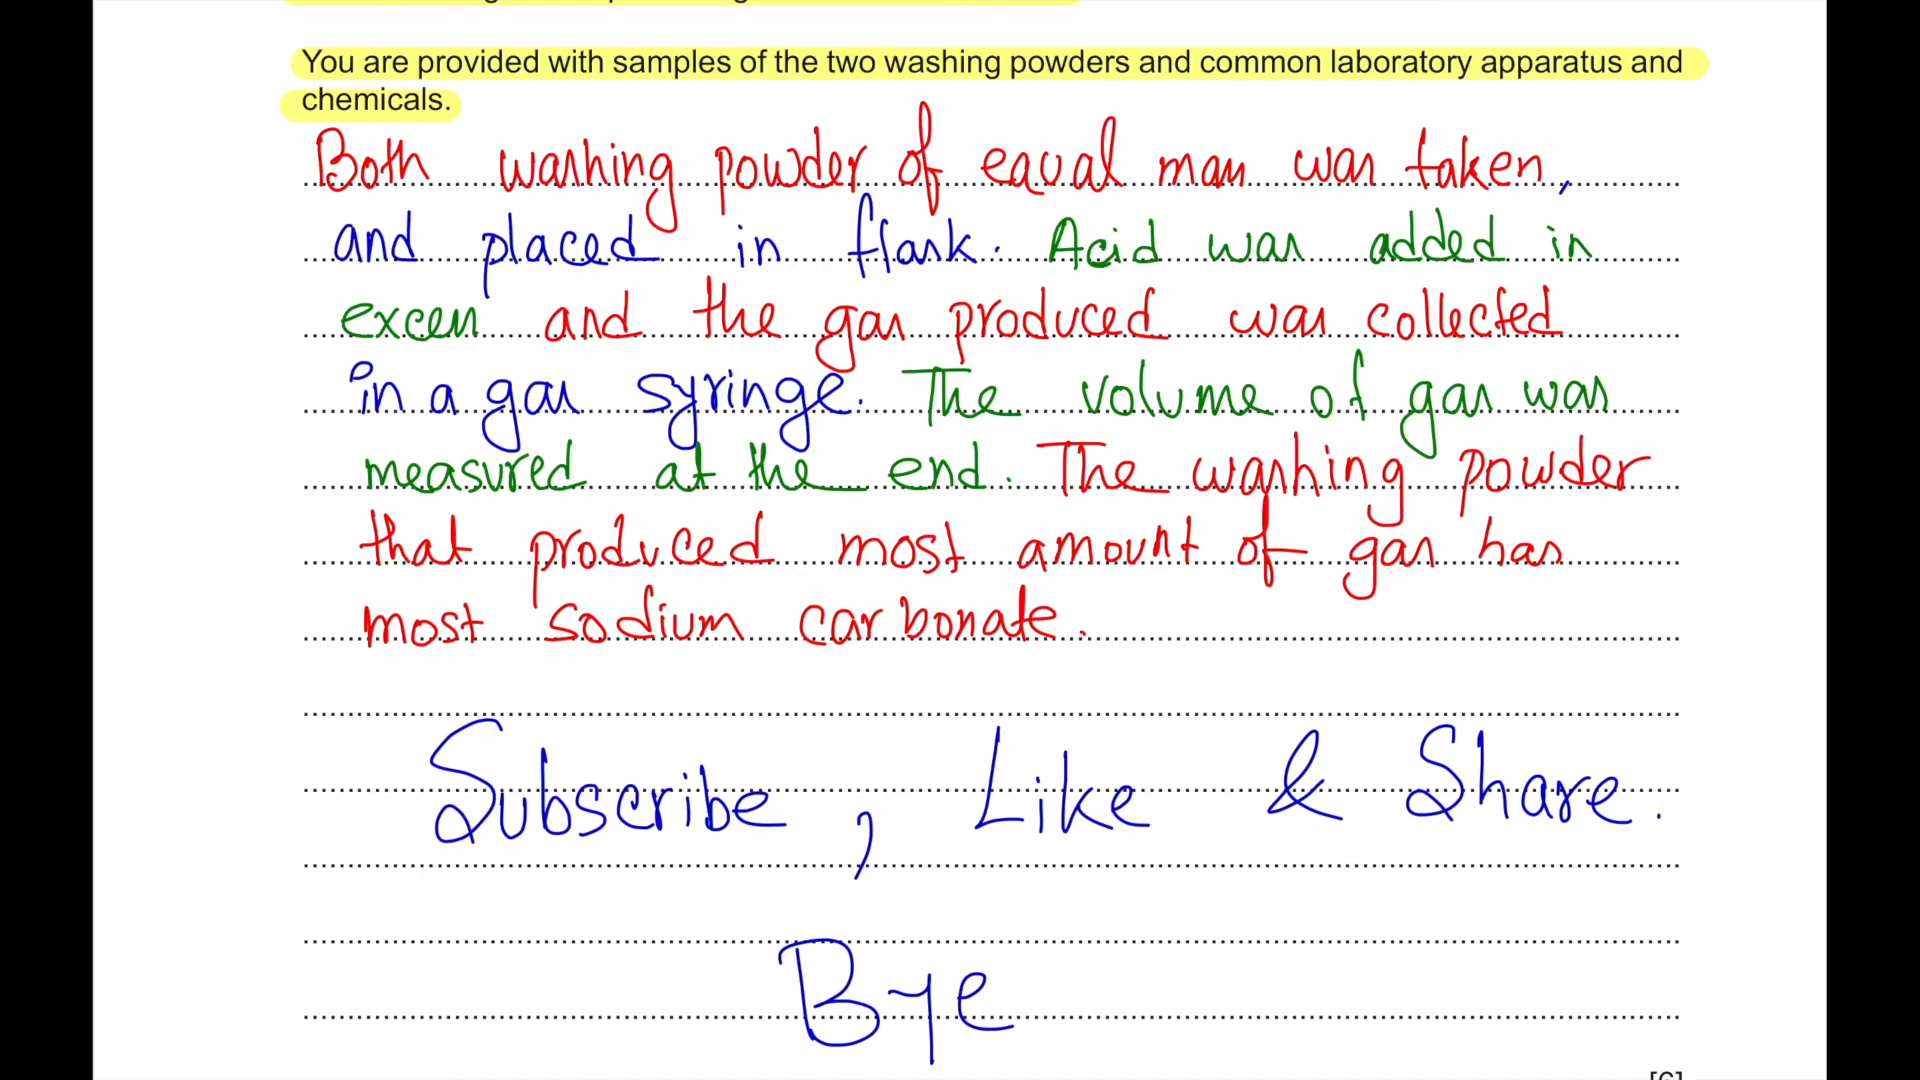 You are provided with samples of the two washing powders and common laboratory apparatus and
chemicals.
Both washing powder of equal mass was taken,
and placed in flask. Acid was added in
excess and the gas produced was collected
in a gas syringe. The volume of gas was
measured at the end. The washing powder
that produced most amount of gas has
most sodium carbonate.
Subscribe, Like & Share.
Bye